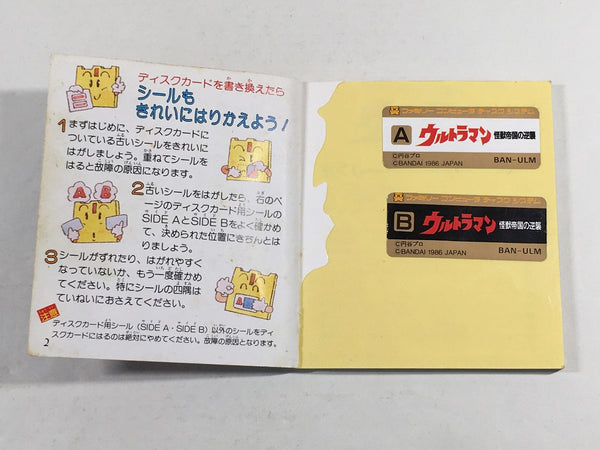 ディスクカードを書き換えたら
シールも
きれいにはりかえよう!
1 まずはじめに、ディスクカードに
ついている古いシールをきれいに
はがしましょう。重ねてシールを
はると故障の原因になります。
A B
2 古いシールをはがしたら、右のペ
ージのディスクカード用シールの
SIDE AとSIDE Bをよく確かめ
て、決められた位置にきちんとは
りましょう。
3 シールがずれたり、はがれやすく
なっていないか、もう一度確かめ
てください。特にシールの四隅は
ていねいにおさえてください。
注意
ディスクカード用シール(SIDE A・SIDE B)以外のシールをディ
スクカードにはるのは絶対にやめてください。故障の原因となります。
2
ファミリー コンピュータ ディスク システム
A ウルトラマン 怪獣帝国の逆襲
©円谷プロ
©BANDAI 1986 JAPAN BAN-ULM
ファミリー コンピュータ ディスク システム
B ウルトラマン 怪獣帝国の逆襲
©円谷プロ
©BANDAI 1986 JAPAN BAN-ULM